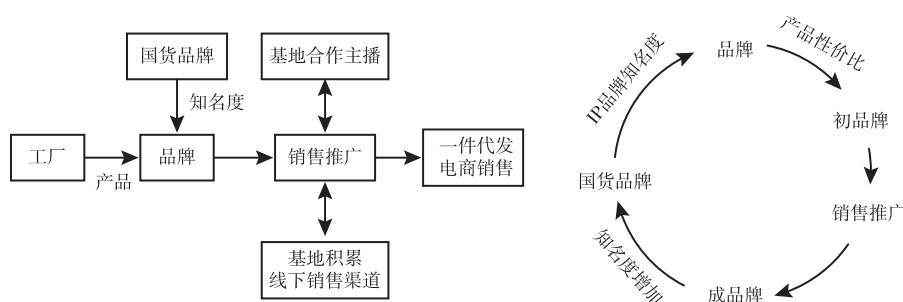 国货品牌
基地合作主播
知名度
工厂
产品
品牌
销售推广
一件代发
电商销售
基地积累
线下销售渠道
品牌
产品性价比
初品牌
销售推广
成品牌
知名度增加
国货品牌
IP品牌知名度